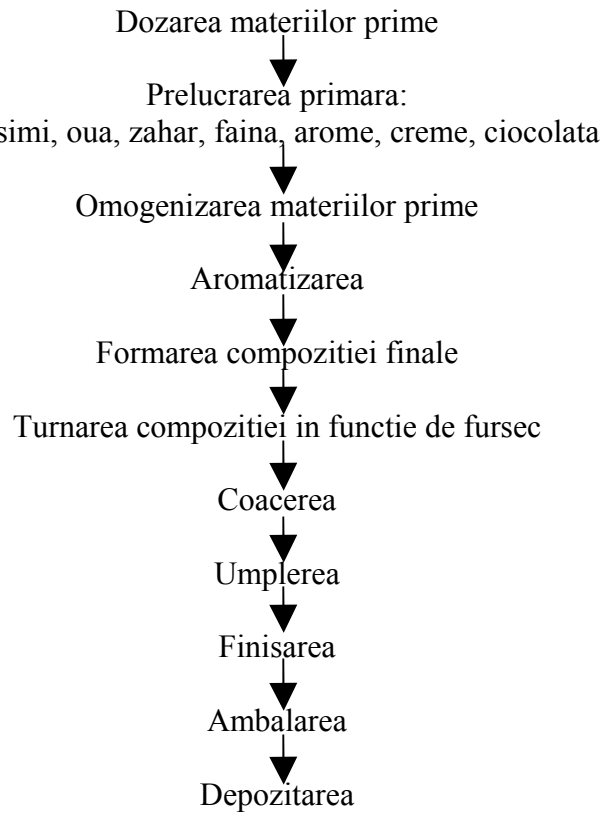 Dozarea materiilor prime
Prelucrarea primara:
oua, zahar, faina, arome, creme, ciocolata
Omogenizarea materiilor prime
Aromatizarea
Formarea compozitiei finale
Turnarea compozitiei in functie de fursec
Coacerea
Umplerea
Finisarea
Ambalarea
Depozitarea